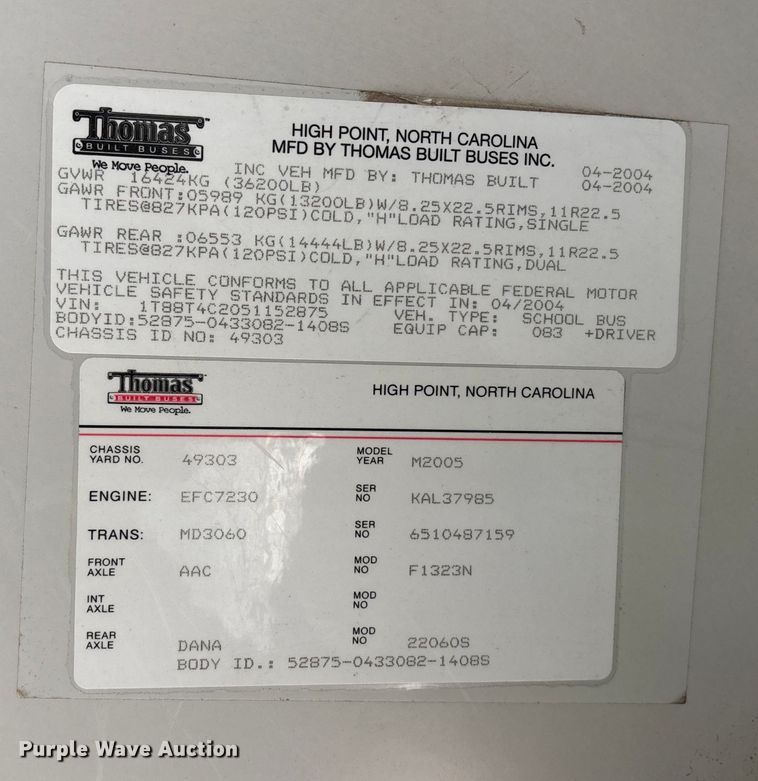 Thomas
BUILT BUSES
We Move People.
HIGH POINT, NORTH CAROLINA
MFD BY THOMAS BUILT BUSES INC.
INC VEH MFD BY: THOMAS BUILT 04-2004
04-2004
GVWR 16424KG (36200LB)
GAWR FRONT:05989 KG(13200LB)W/8.25X22.5RIMS,11R22.5
TIRES@827KPA(120PSI)COLD,"H"LOAD RATING,SINGLE
GAWR REAR :06553 KG(14444LB)W/8.25X22.5RIMS,11R22.5
TIRES@827KPA(120PSI)COLD,"H"LOAD RATING,DUAL
THIS VEHICLE CONFORMS TO ALL APPLICABLE FEDERAL MOTOR
VEHICLE SAFETY STANDARDS IN EFFECT IN: 04/2004
VIN: 1T88T4C2051152875 VEH. TYPE: SCHOOL BUS
BODYID:52875-0433082-1408S EQUIP CAP: 083 +DRIVER
CHASSIS ID NO: 49303
Thomas
BUILT BUSES
We Move People.
HIGH POINT, NORTH CAROLINA
CHASSIS YARD NO. 49303 MODEL YEAR M2005
ENGINE: EFC7230 SER NO KAL37985
TRANS: MD3060 SER NO 6510487159
FRONT AXLE AAC MOD NO F1323N
INT AXLE MOD NO
REAR AXLE DANA MOD NO 22060S
BODY ID.: 52875-0433082-1408S
Purple Wave Auction